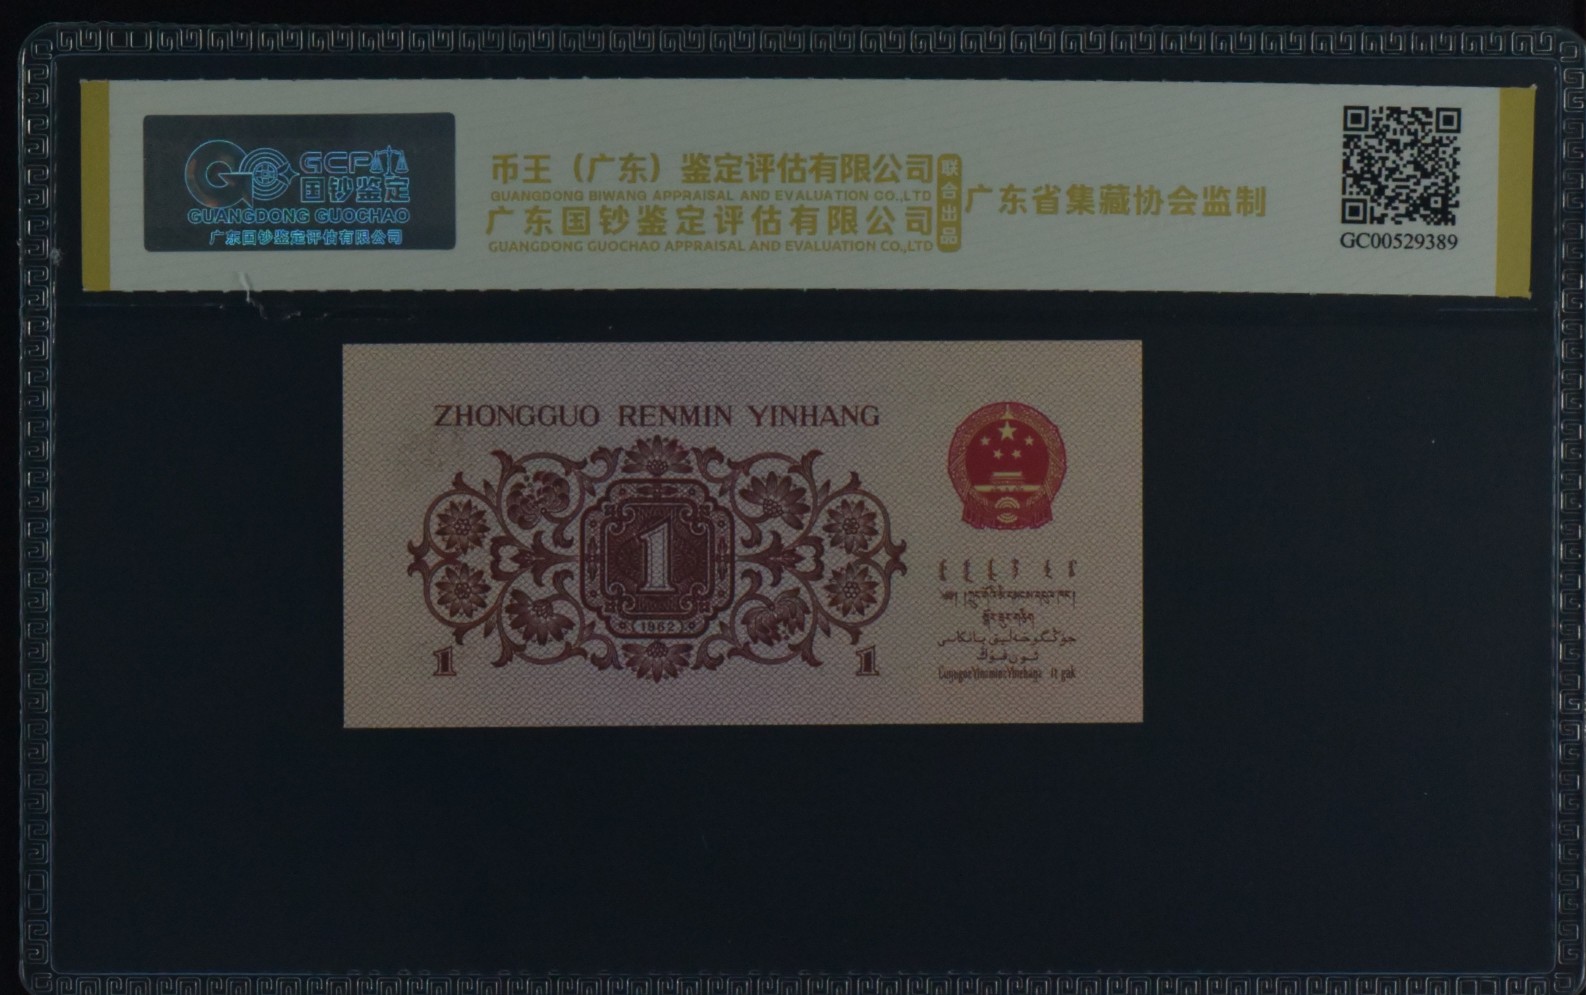 GCP
国钞鉴定
GUANGDONG GUOCHAO
广东国钞鉴定评估有限公司
币王（广东）鉴定评估有限公司
GUANGDONG BIWANG APPRAISAL AND EVALUATION CO.,LTD
广东国钞鉴定评估有限公司
GUANGDONG GUOCHAO APPRAISAL AND EVALUATION CO.,LTD
联合出品
广东省集藏协会监制
GC00529389
ZHONGGUO RENMIN YINHANG
1
(1962)
1 1